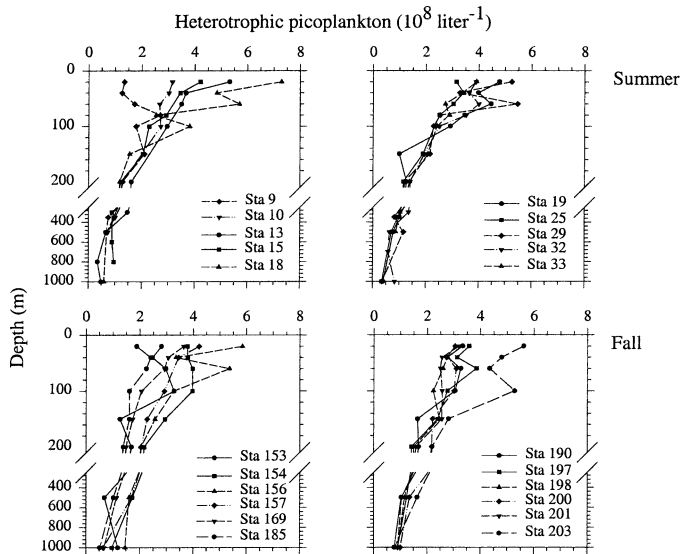 Heterotrophic picoplankton (10^8 liter^-1)
0 2 4 6 8 0 2 4 6 8
Summer
0
100
200
400
600
800
1000
Sta 9
Sta 10
Sta 13
Sta 15
Sta 18
Sta 19
Sta 25
Sta 29
Sta 32
Sta 33
Depth (m)
0 2 4 6 8 0 2 4 6 8
Fall
0
100
200
400
600
800
1000
Sta 153
Sta 154
Sta 156
Sta 157
Sta 169
Sta 185
Sta 190
Sta 197
Sta 198
Sta 200
Sta 201
Sta 203